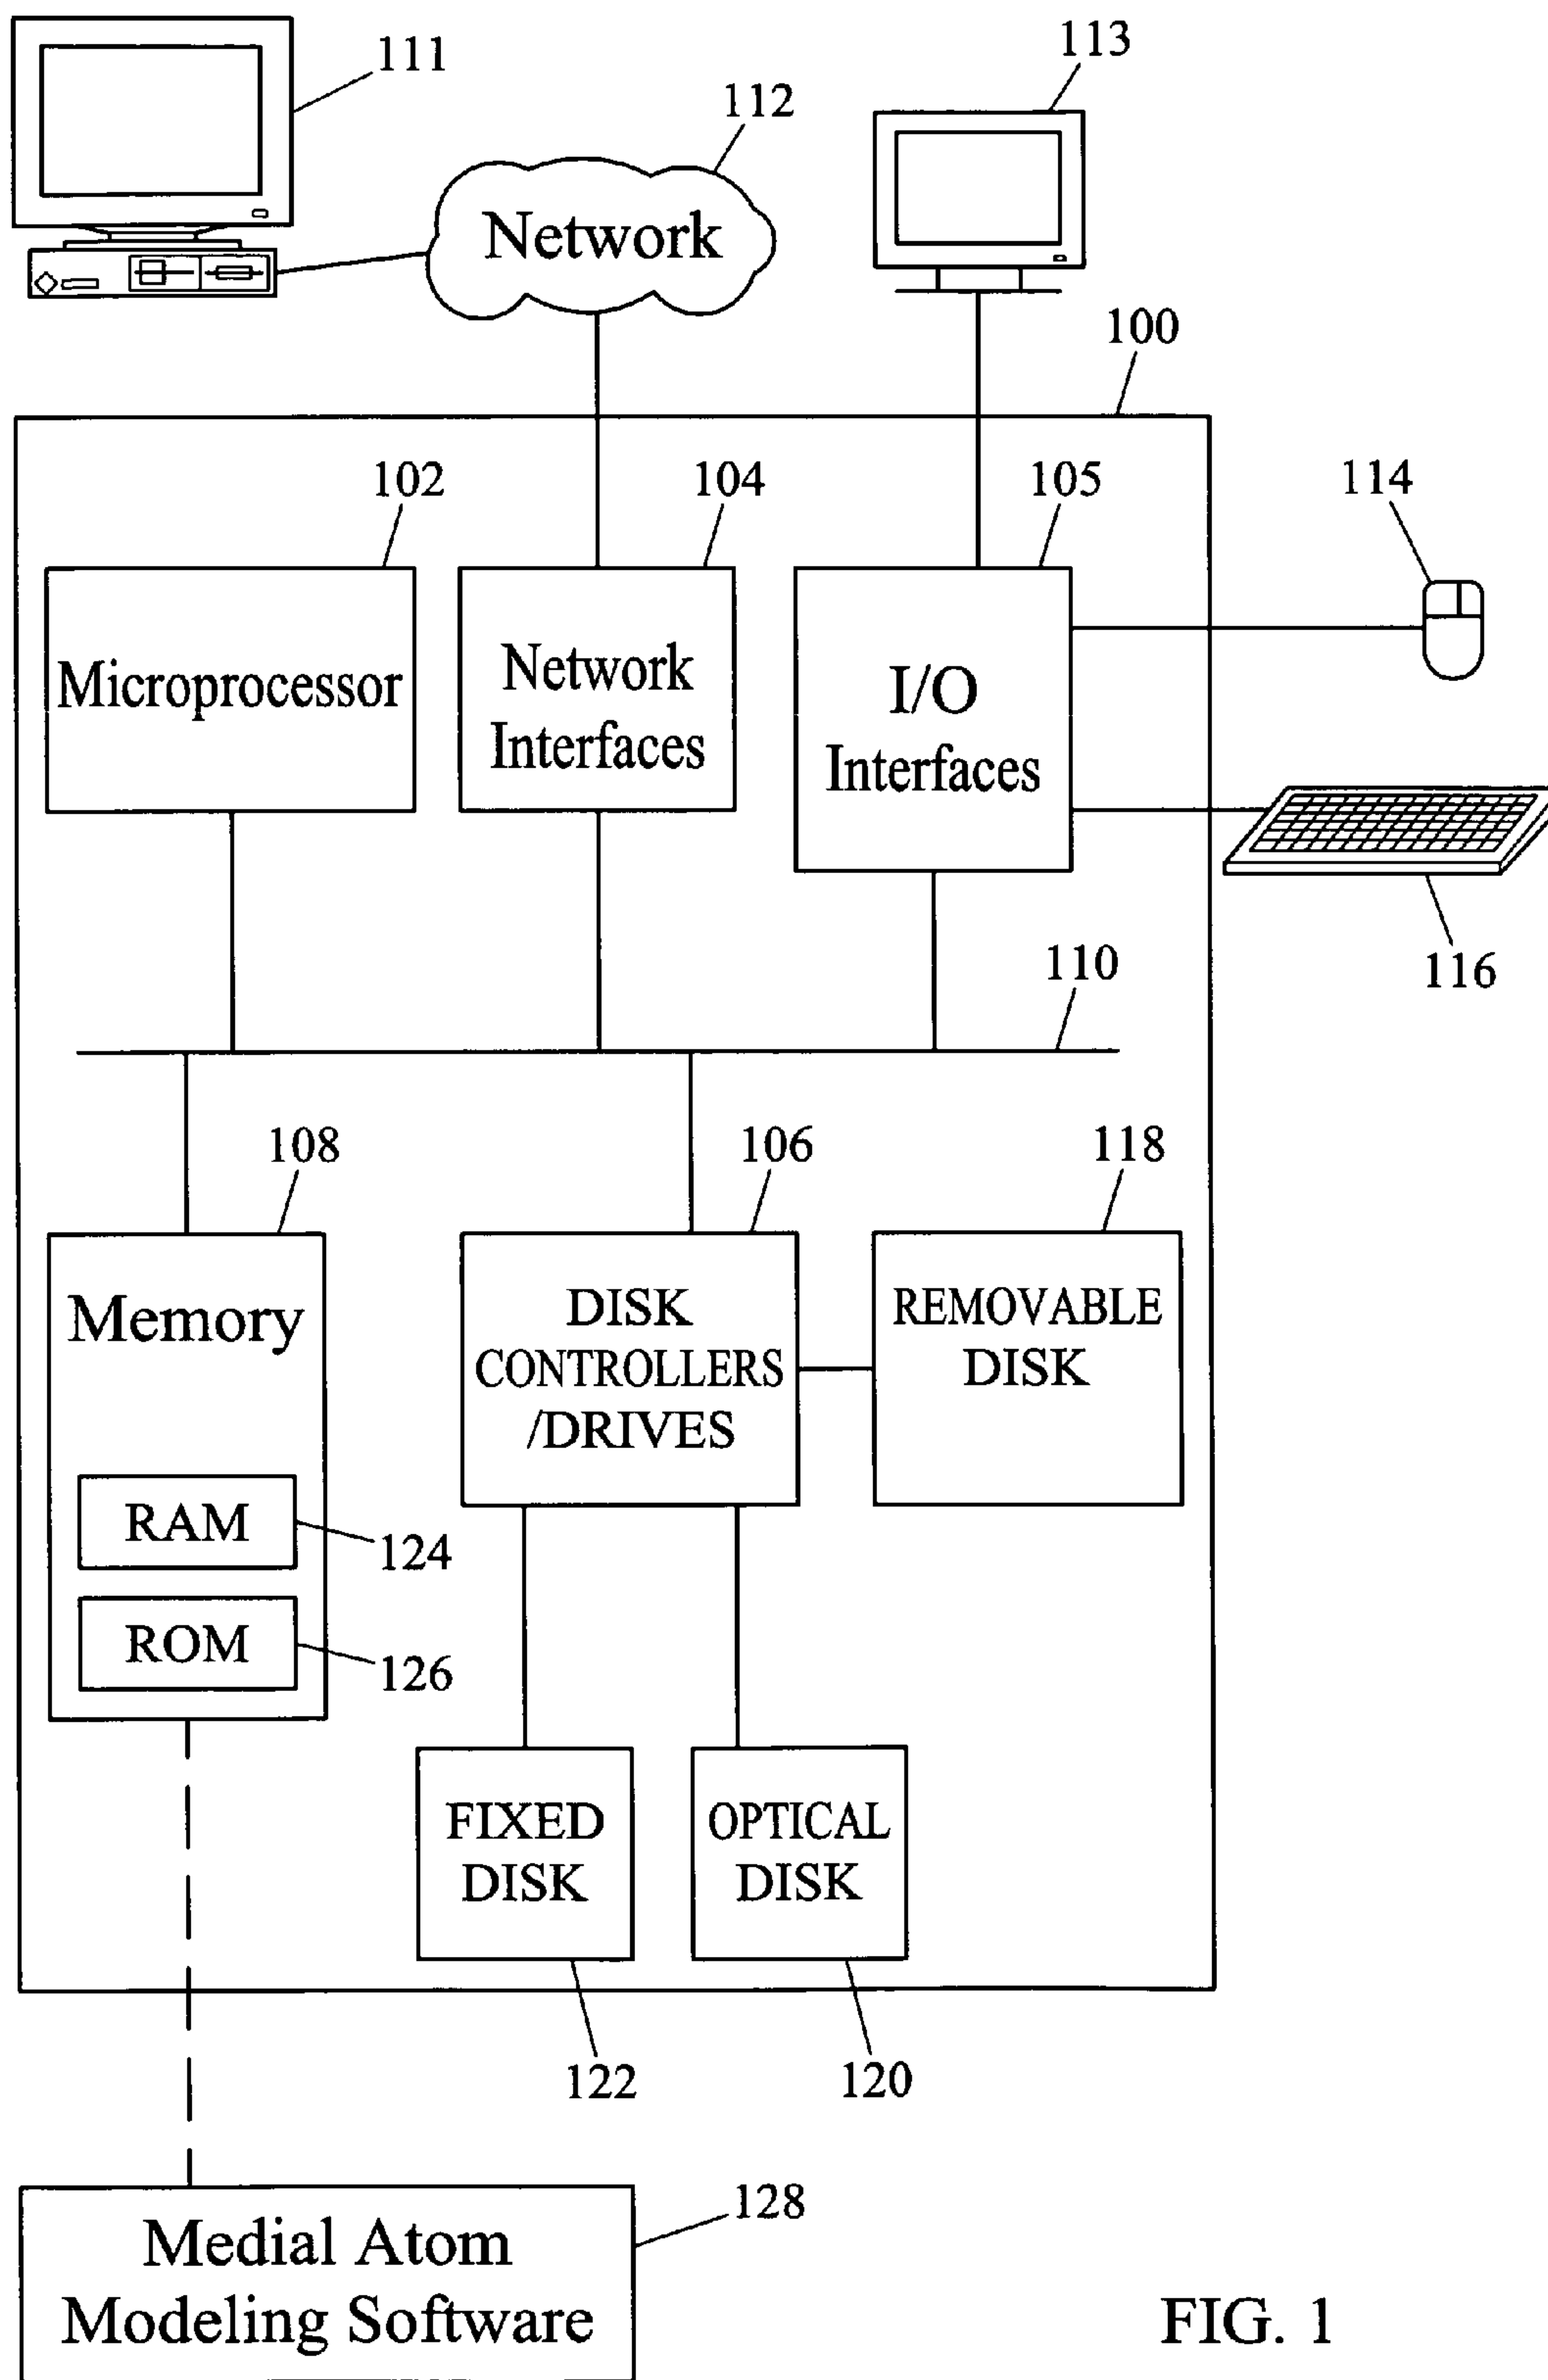 111
113
112
Network
100
102
104
105
114
Microprocessor
Network
Interfaces
I/O
Interfaces
116
110
108
106
118
Memory
DISK
CONTROLLERS
/DRIVES
REMOVABLE
DISK
RAM
124
ROM
126
FIXED
DISK
OPTICAL
DISK
122
120
128
Medial Atom
Modeling Software
FIG. 1